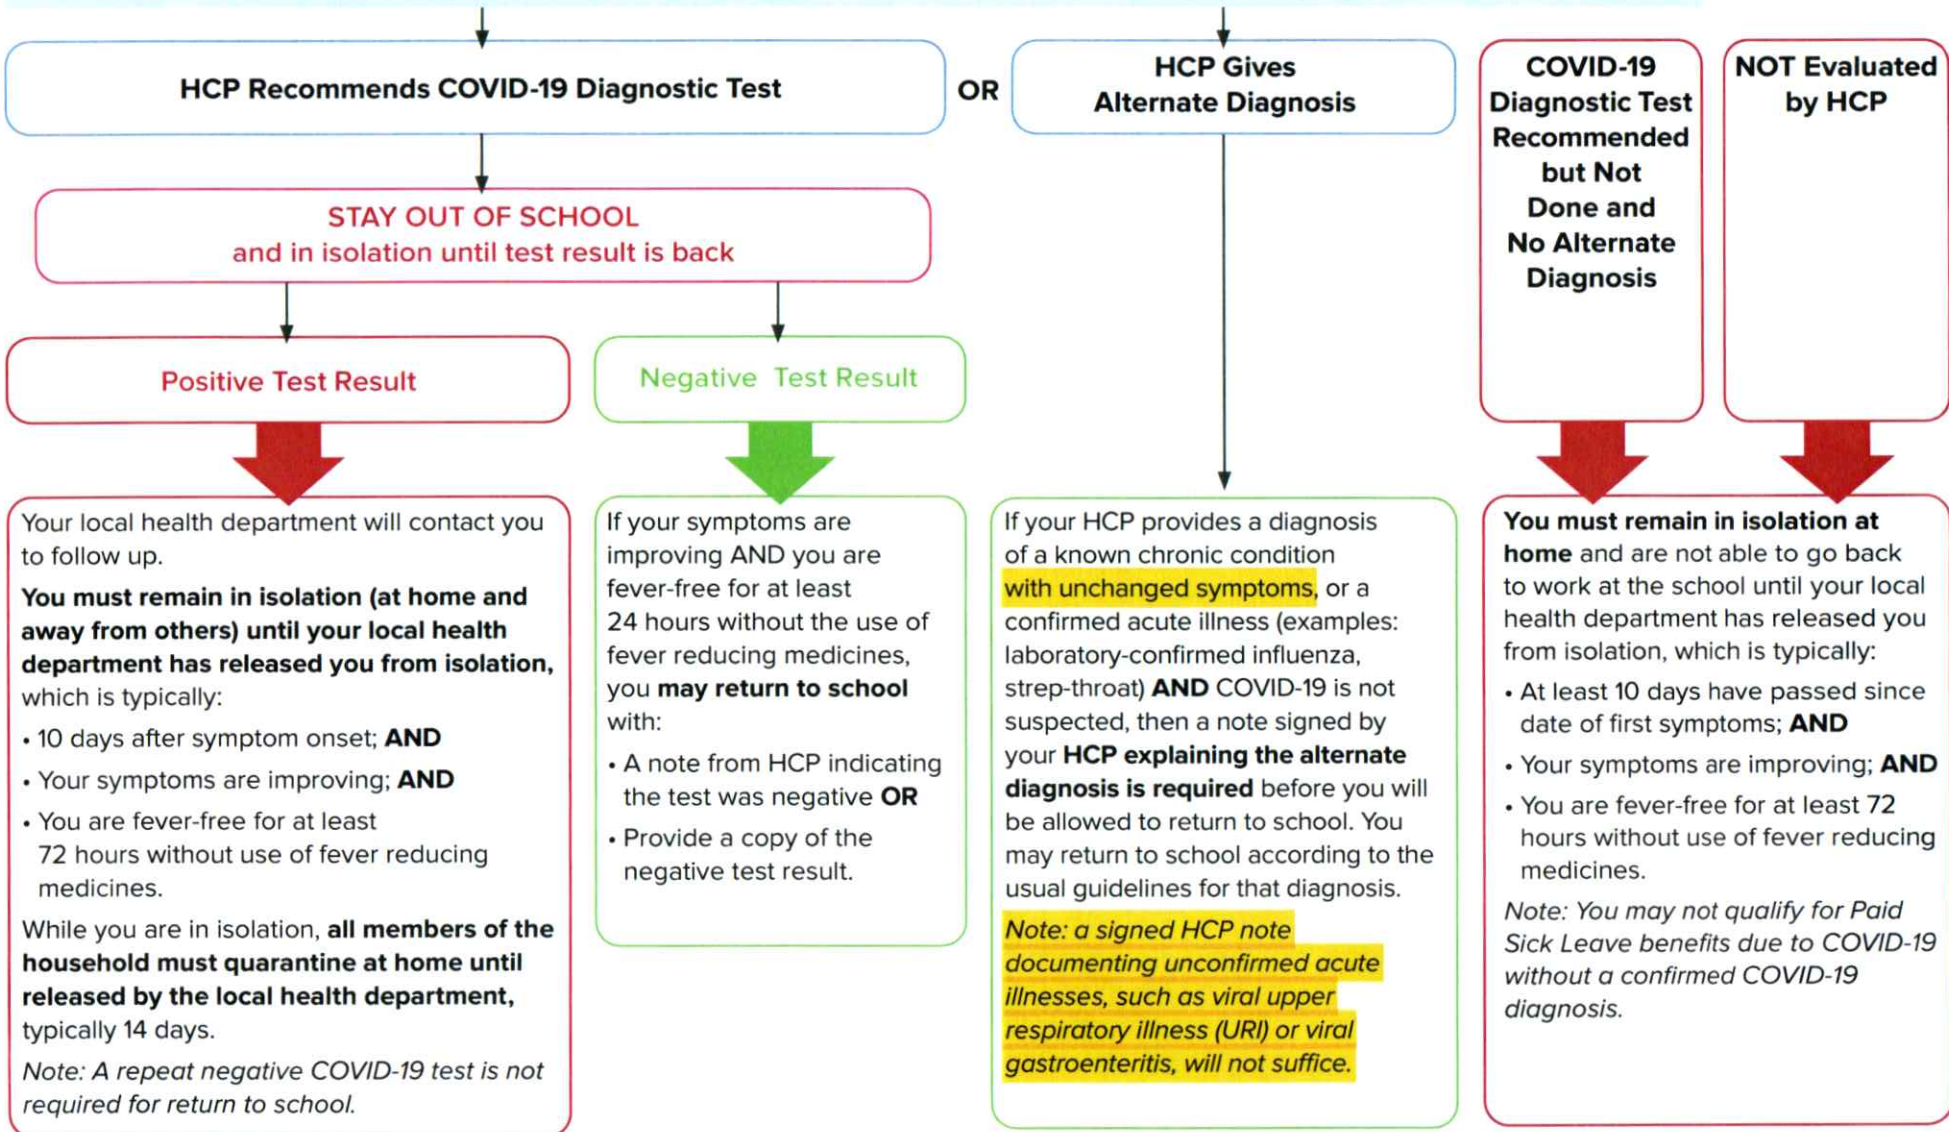 HCP Recommends COVID-19 Diagnostic Test
OR
HCP Gives
Alternate Diagnosis
COVID-19
Diagnostic Test
Recommended
but Not
Done and
No Alternate
Diagnosis
NOT Evaluated
by HCP
STAY OUT OF SCHOOL
and in isolation until test result is back
Positive Test Result
Negative Test Result
Your local health department will contact you
to follow up.
You must remain in isolation (at home and
away from others) until your local health
department has released you from isolation,
which is typically:
• 10 days after symptom onset; AND
• Your symptoms are improving; AND
• You are fever-free for at least
72 hours without use of fever reducing
medicines.
While you are in isolation, all members of the
household must quarantine at home until
released by the local health department,
typically 14 days.
Note: A repeat negative COVID-19 test is not
required for return to school.
If your symptoms are
improving AND you are
fever-free for at least
24 hours without the use of
fever reducing medicines,
you may return to school
with:
• A note from HCP indicating
the test was negative OR
• Provide a copy of the
negative test result.
If your HCP provides a diagnosis
of a known chronic condition
with unchanged symptoms, or a
confirmed acute illness (examples:
laboratory-confirmed influenza,
strep-throat) AND COVID-19 is not
suspected, then a note signed by
your HCP explaining the alternate
diagnosis is required before you will
be allowed to return to school. You
may return to school according to the
usual guidelines for that diagnosis.
Note: a signed HCP note
documenting unconfirmed acute
illnesses, such as viral upper
respiratory illness (URI) or viral
gastroenteritis, will not suffice.
You must remain in isolation at
home and are not able to go back
to work at the school until your local
health department has released you
from isolation, which is typically:
• At least 10 days have passed since
date of first symptoms; AND
• Your symptoms are improving; AND
• You are fever-free for at least 72
hours without use of fever reducing
medicines.
Note: You may not qualify for Paid
Sick Leave benefits due to COVID-19
without a confirmed COVID-19
diagnosis.